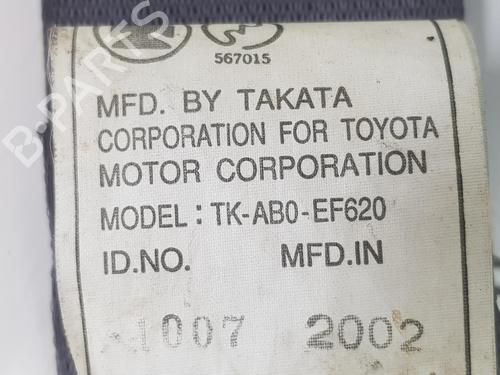 567015
MFD. BY TAKATA
CORPORATION FOR TOYOTA
MOTOR CORPORATION
MODEL: TK-AB0-EF620
ID.NO. MFD.IN
1007 2002
B-PARTS